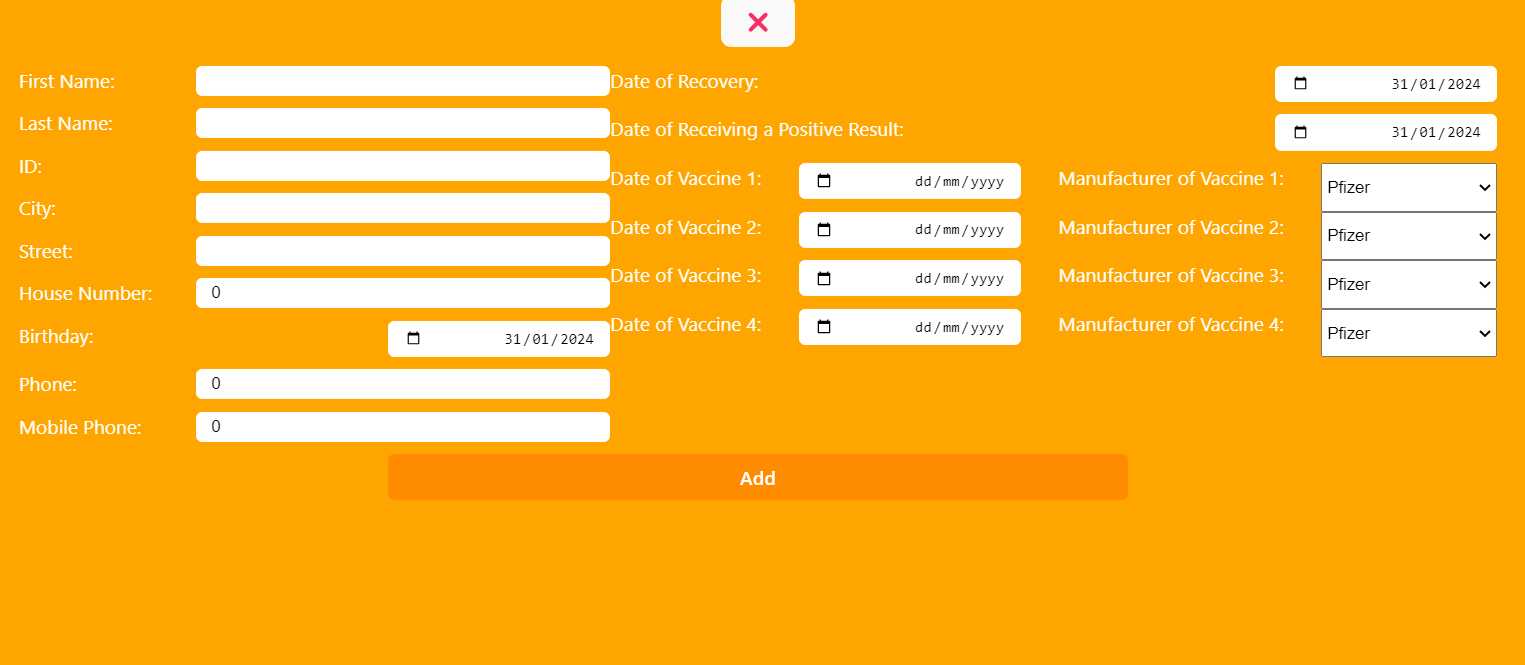 First Name:
Last Name:
ID:
City:
Street:
House Number: 0
Birthday: 31/01/2024
Phone: 0
Mobile Phone: 0
Date of Recovery: 31/01/2024
Date of Receiving a Positive Result: 31/01/2024
Date of Vaccine 1: dd/mm/yyyy Manufacturer of Vaccine 1: Pfizer
Date of Vaccine 2: dd/mm/yyyy Manufacturer of Vaccine 2: Pfizer
Date of Vaccine 3: dd/mm/yyyy Manufacturer of Vaccine 3: Pfizer
Date of Vaccine 4: dd/mm/yyyy Manufacturer of Vaccine 4: Pfizer
Add